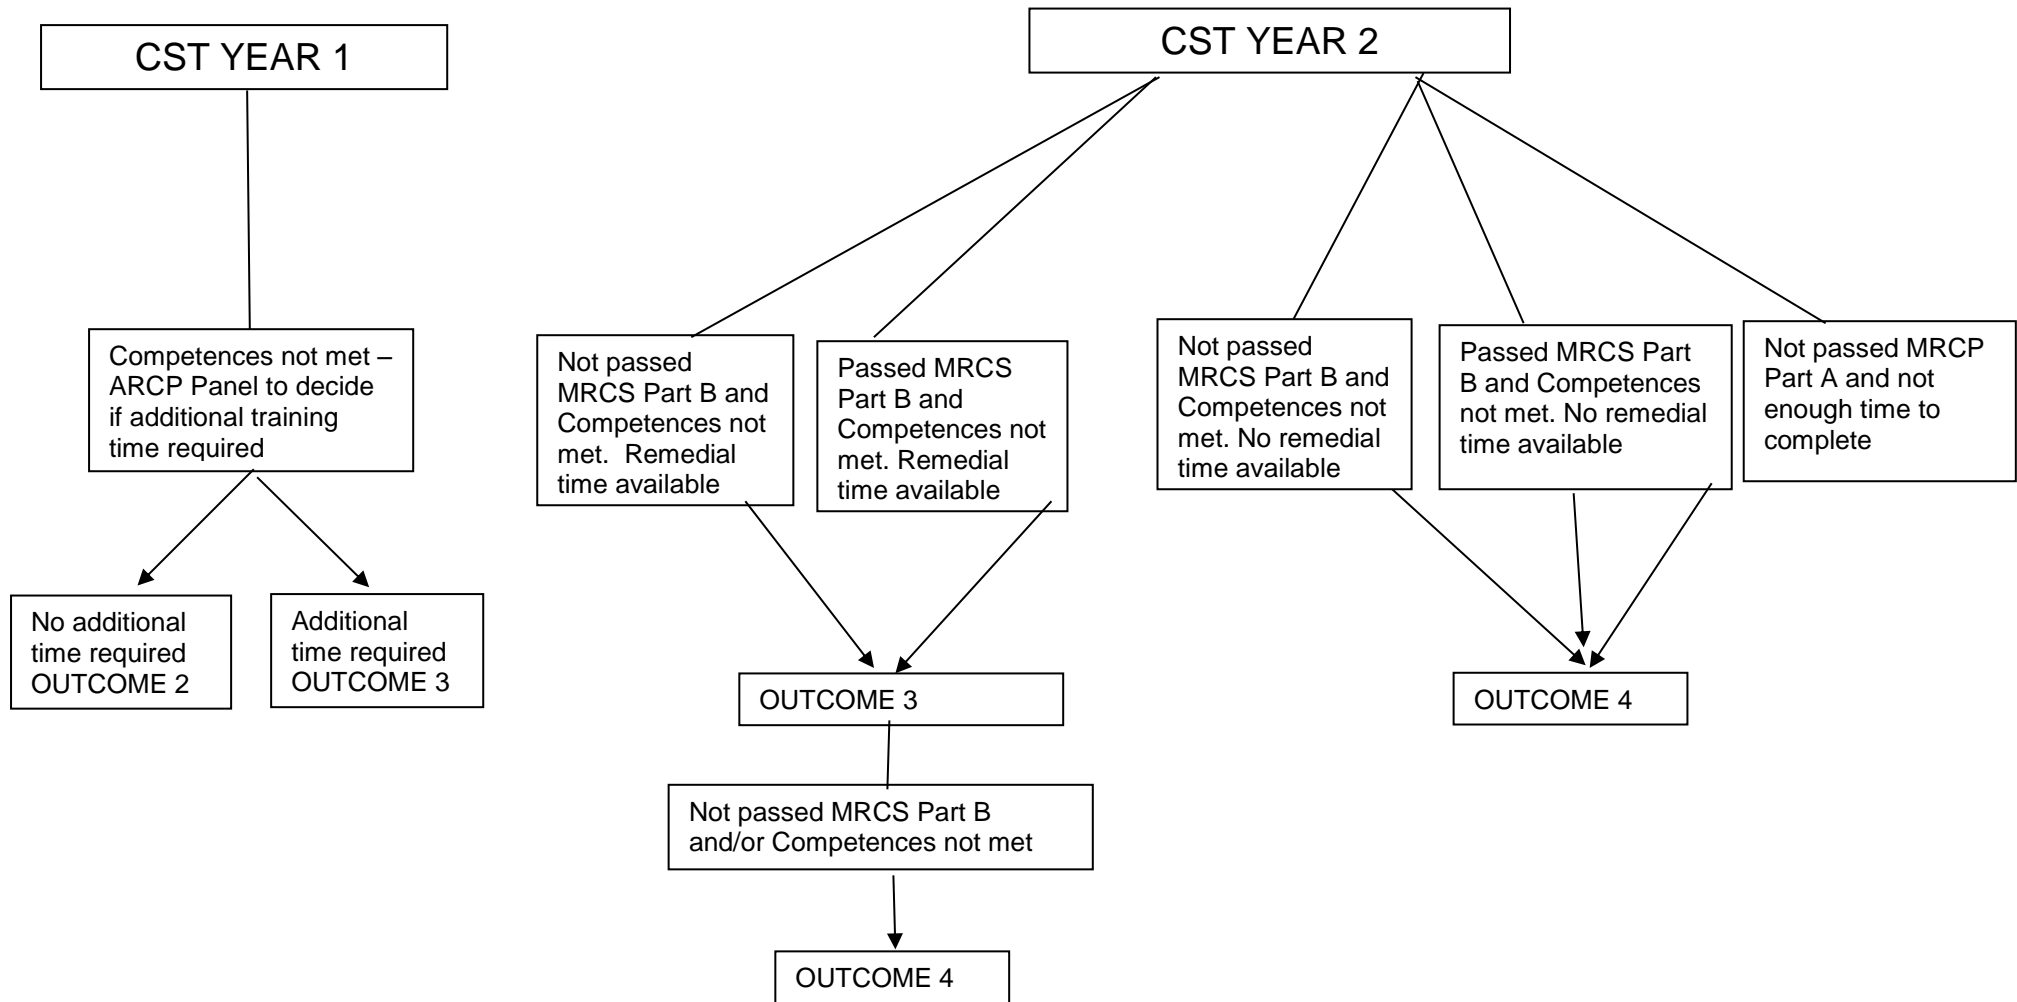 CST YEAR 1
CST YEAR 2
Competences not met –
ARCP Panel to decide
if additional training
time required
No additional
time required
OUTCOME 2
Additional
time required
OUTCOME 3
Not passed
MRCS Part B and
Competences not
met. Remedial
time available
Passed MRCS
Part B and
Competences not
met. Remedial
time available
Not passed
MRCS Part B and
Competences not
met. No remedial
time available
Passed MRCS Part
B and Competences
not met. No remedial
time available
Not passed MRCP
Part A and not
enough time to
complete
OUTCOME 3
Not passed MRCS Part B
and/or Competences not met
OUTCOME 4
OUTCOME 4